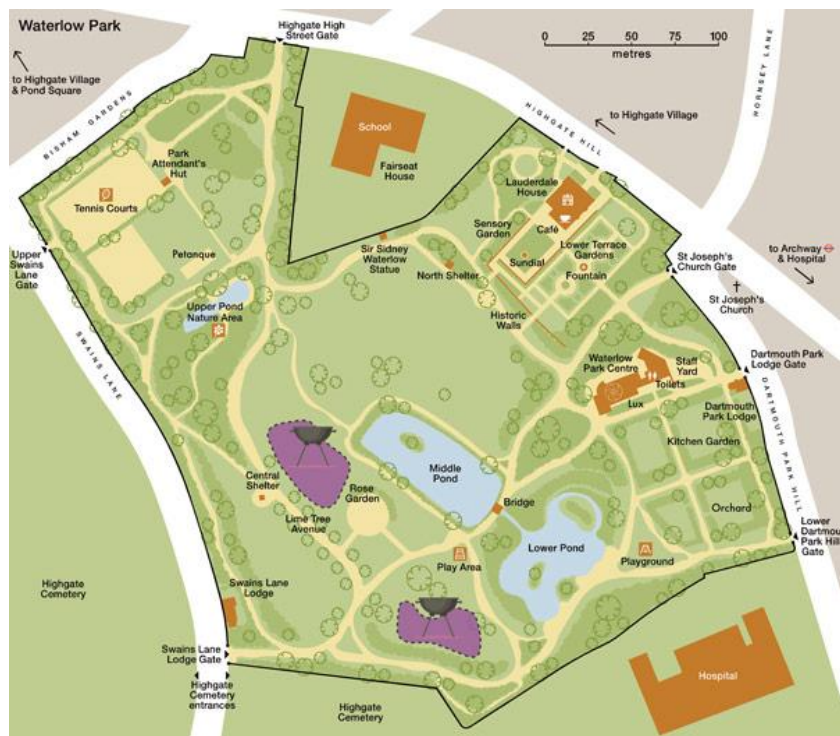 Waterlow Park
Highgate High
Street Gate
0 25 50 100
metres
to Highgate Village
& Pond Square
BISHAM GARDENS
HIGHGATE HILL
HORNSEY LANE
to Highgate Village
School
Fairseat
House
Park
Attendant's
Hut
Tennis Courts
Lauderdale
House
Sensory
Garden
Café
Petanque
Sir Sidney
Waterlow
Statue
North Shelter
Sundial
Lower Terrace
Gardens
Fountain
to Archway
& Hospital
St Joseph's
Church Gate
St Joseph's
Church
Upper
Swains
Lane
Gate
Upper Pond
Nature Area
Historic
Walls
SWAINS LANE
Waterlow
Park Centre
Staff
Yard
Toilets
Lux
Dartmouth Park
Lodge Gate
Dartmouth
Park Lodge
DARTMOUTH PARK HILL
Kitchen Garden
Middle
Pond
Central
Shelter
Rose
Garden
Lime Tree
Avenue
Bridge
Orchard
Lower
Dartmou
Park Hill
Gate
Lower Pond
Play Area
Playground
Highgate
Cemetery
Swains Lane
Lodge
Swains Lane
Lodge Gate
Highgate
Cemetery
entrances
Highgate
Cemetery
Hospital